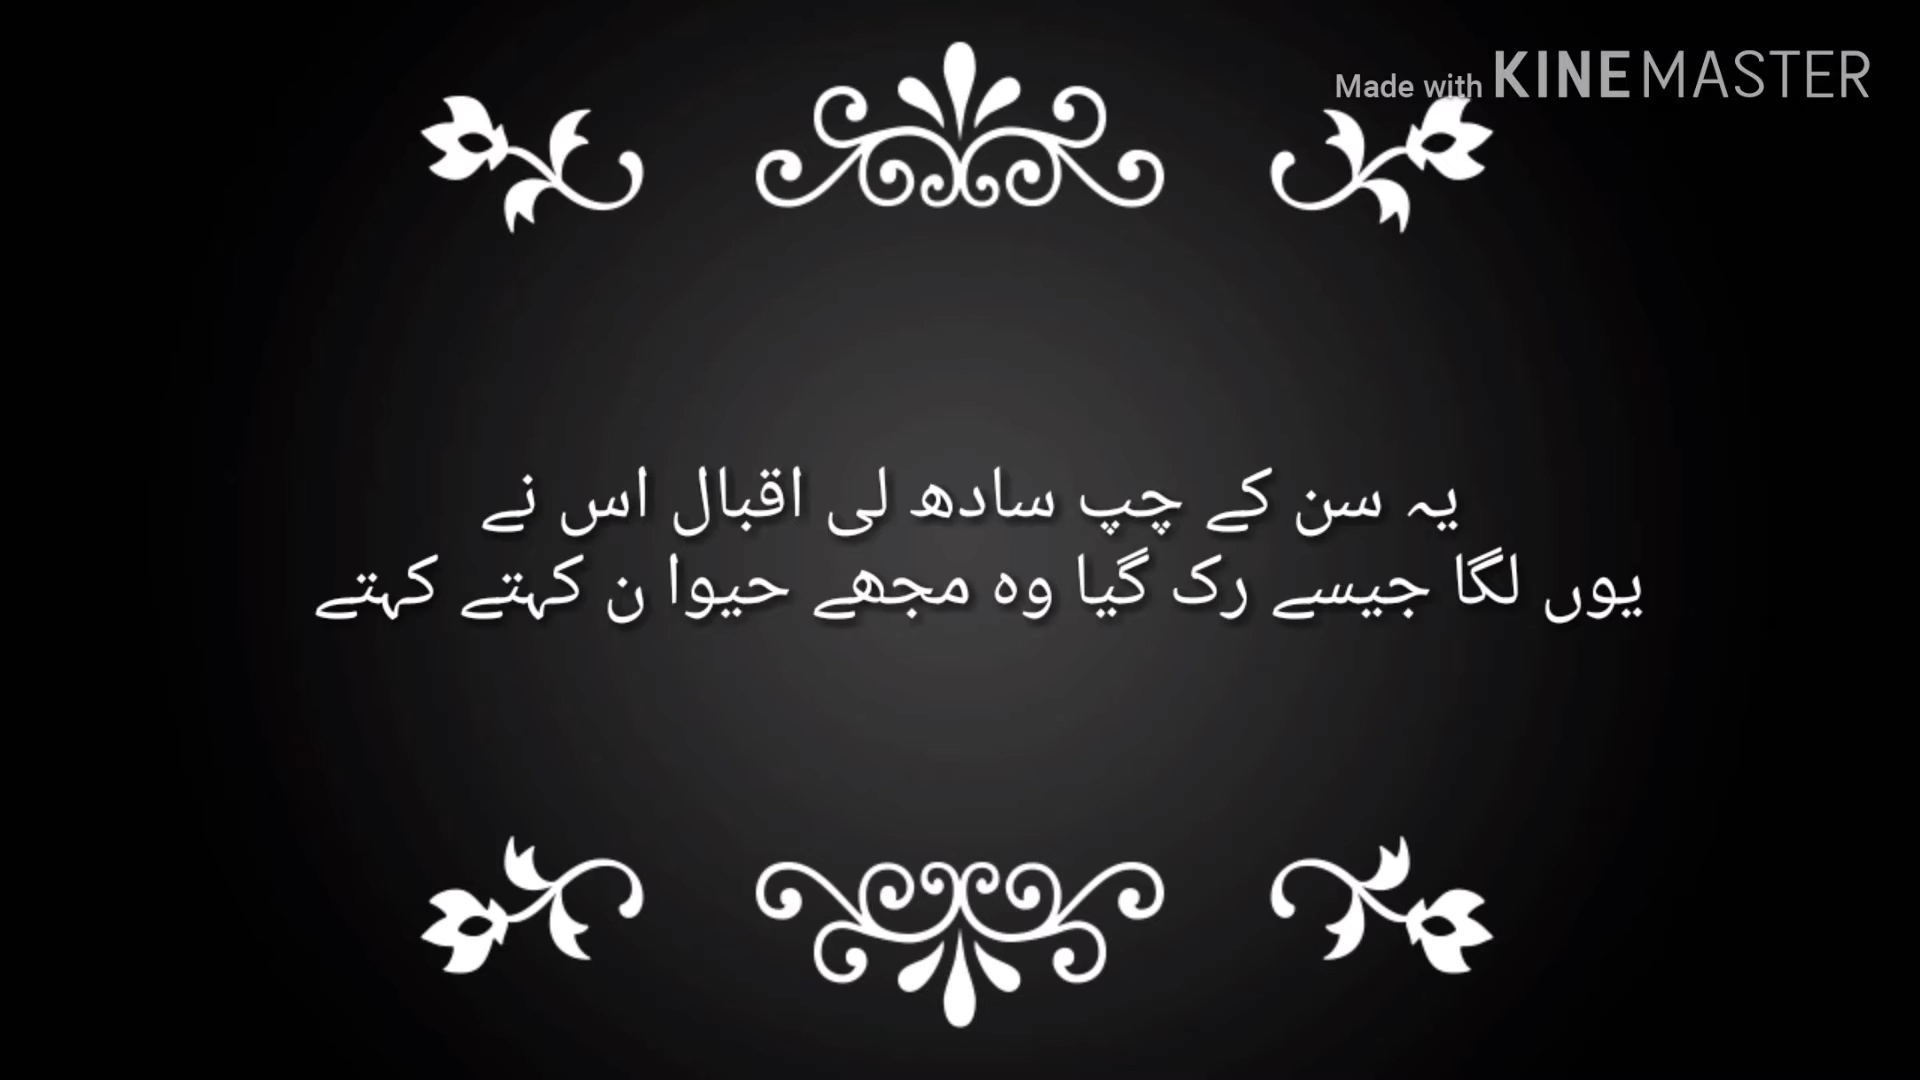 Made with KINEMASTER
یہ سن کے چپ سادھ لی اقبال اس نے
یوں لگا جیسے رک گیا وہ مجھے حیوا ن کہتے کہتے